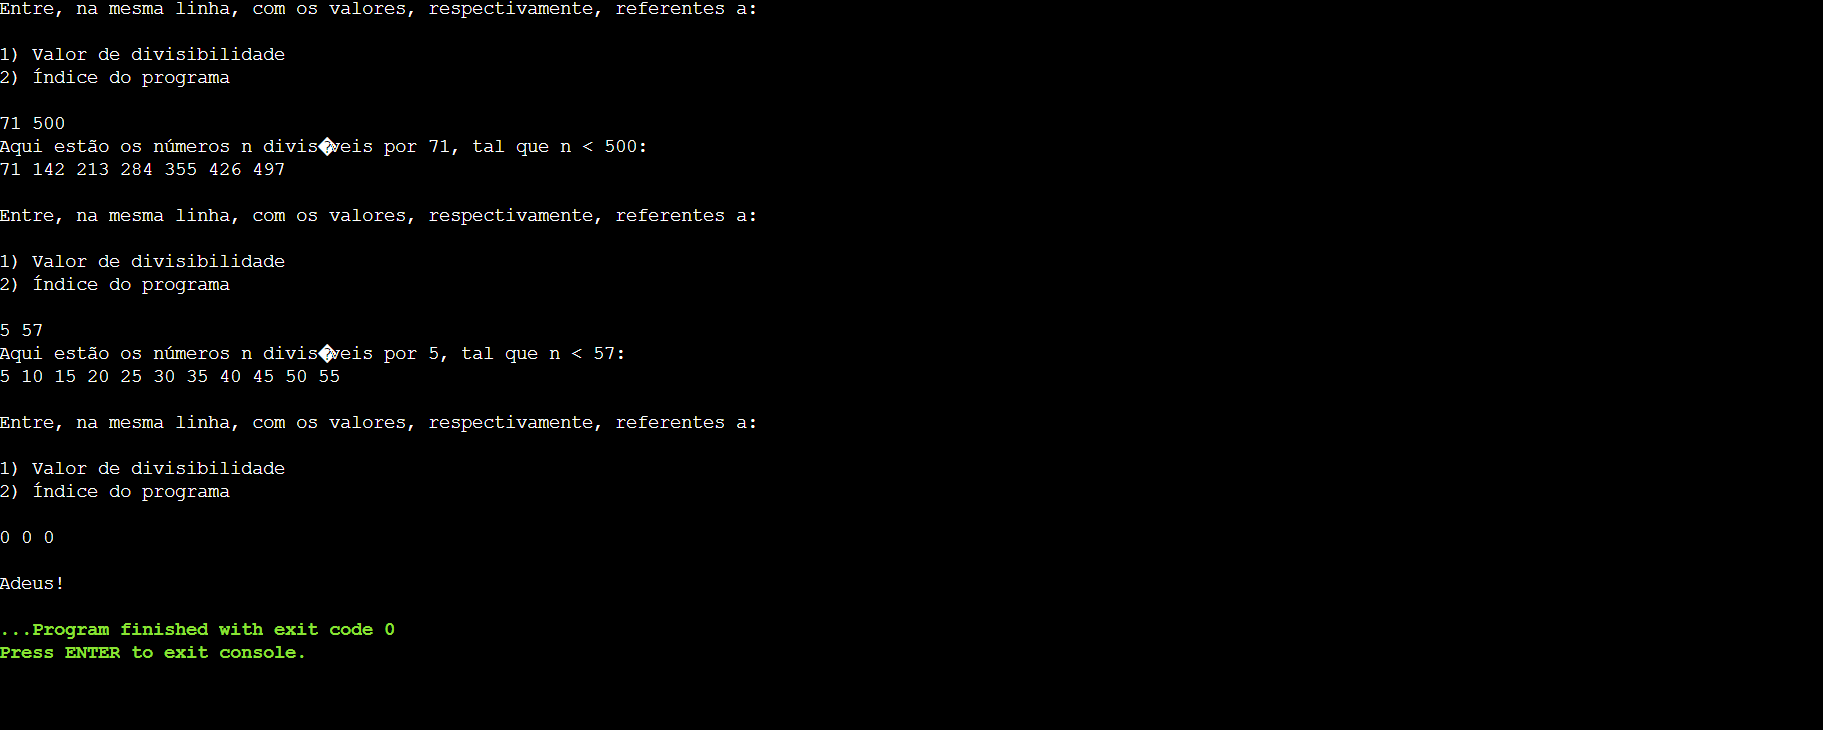 Entre, na mesma linha, com os valores, respectivamente, referentes a:
1) Valor de divisibilidade
2) Índice do programa
71 500
Aqui estão os números n divis�veis por 71, tal que n < 500:
71 142 213 284 355 426 497
Entre, na mesma linha, com os valores, respectivamente, referentes a:
1) Valor de divisibilidade
2) Índice do programa
5 57
Aqui estão os números n divis�veis por 5, tal que n < 57:
5 10 15 20 25 30 35 40 45 50 55
Entre, na mesma linha, com os valores, respectivamente, referentes a:
1) Valor de divisibilidade
2) Índice do programa
0 0 0
Adeus!
...Program finished with exit code 0
Press ENTER to exit console.